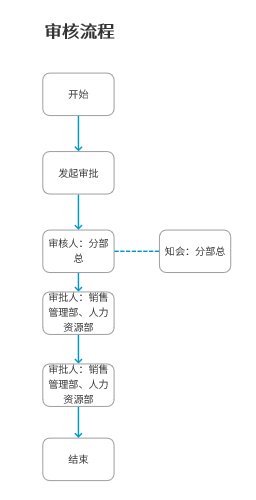 审核流程
开始
发起审批
审核人：分部
总
知会：分部总
审批人：销售
管理部、人力
资源部
审批人：销售
管理部、人力
资源部
结束